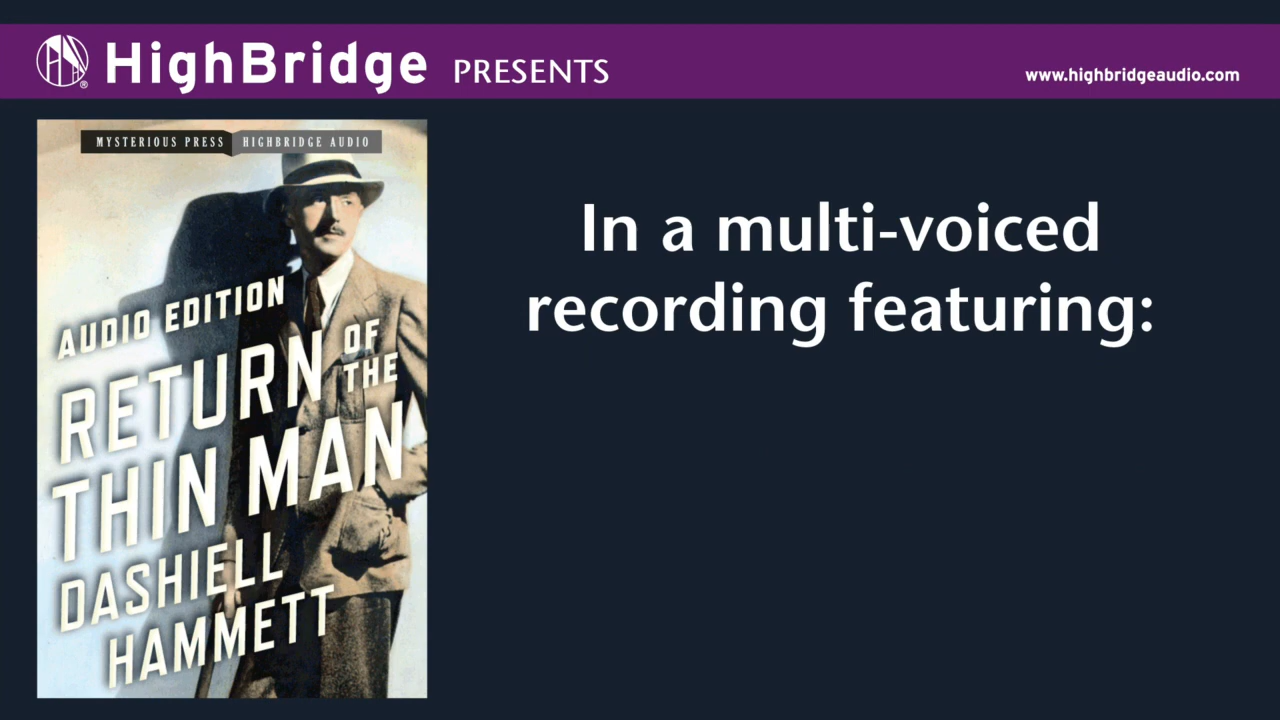 HighBridge PRESENTS
www.highbridgeaudio.com
MYSTERIOUS PRESS HIGHBRIDGE AUDIO
AUDIO EDITION
RETURN OF THE
THIN MAN
DASHIELL
HAMMETT
In a multi-voiced
recording featuring: